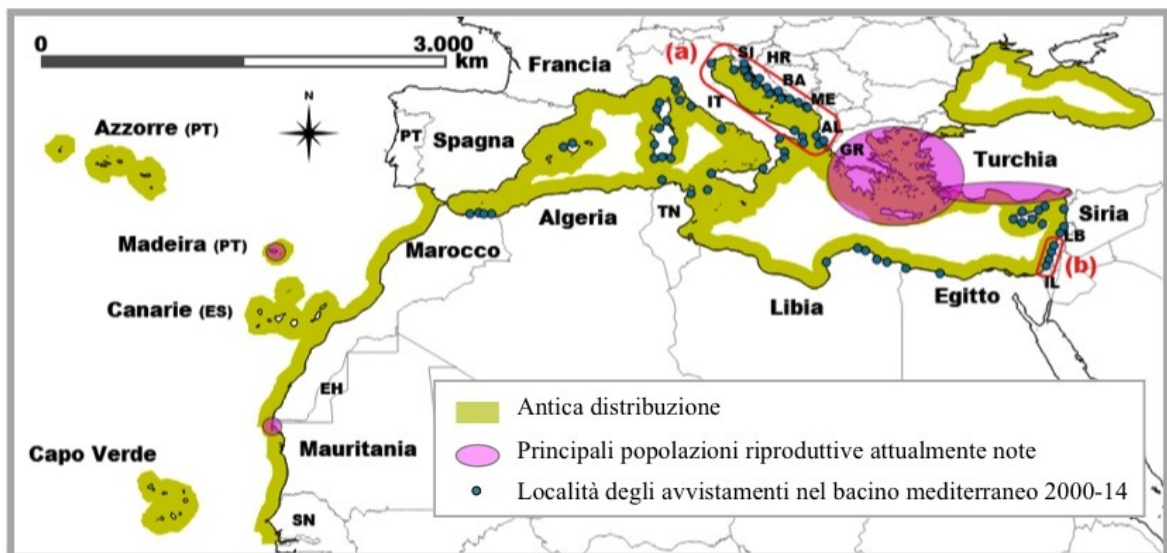 0
3.000
km
Francia
(a)
SI
HR
BA
ME
IT
AL
N
Azzorre (PT)
PT
Spagna
GR
Turchia
Algeria
TN
Siria
LB
Madeira (PT)
Marocco
(b)
IL
Canarie (ES)
Libia
Egitto
EH
Antica distribuzione
Mauritania
Principali popolazioni riproduttive attualmente note
Capo Verde
Località degli avvistamenti nel bacino mediterraneo 2000-14
SN